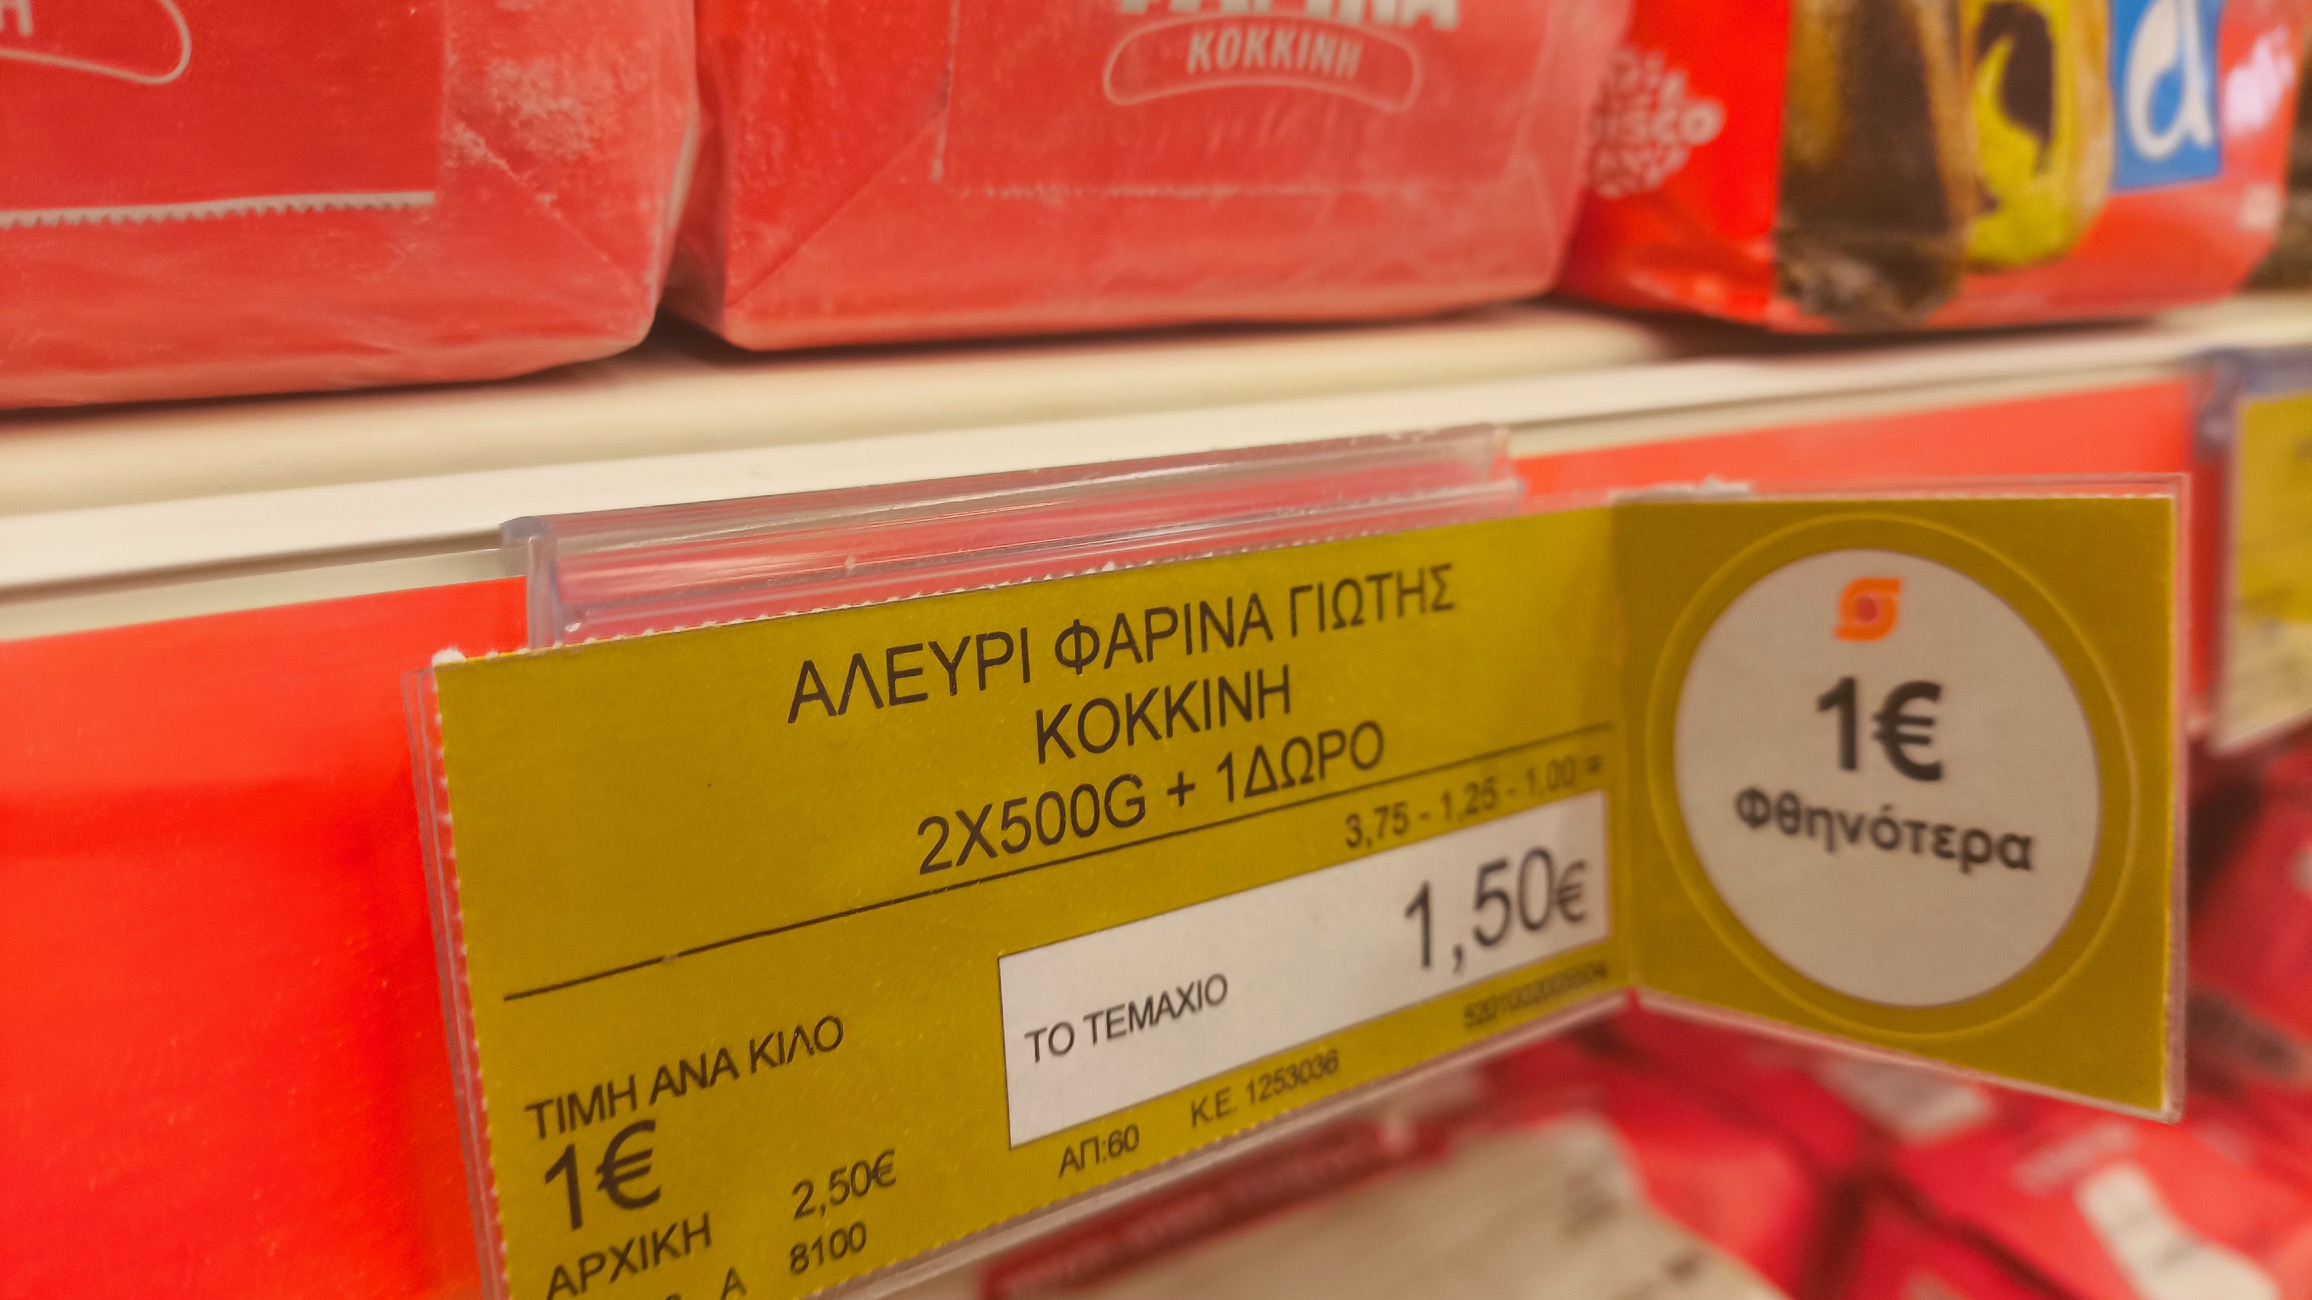 ΚΟΚΚΙΝΗ
ΑΛΕΥΡΙ ΦΑΡΙΝΑ ΓΙΩΤΗΣ
ΚΟΚΚΙΝΗ
2X500G + 1ΔΩΡΟ
3,75 - 1,25 - 1,00 =
1,50€
ΤΟ ΤΕΜΑΧΙΟ
ΤΙΜΗ ΑΝΑ ΚΙΛΟ
1€
2,50€
ΑΡΧΙΚΗ
8100
Α
ΑΠ:60 Κ.Ε. 1253036
1€
Φθηνότερα